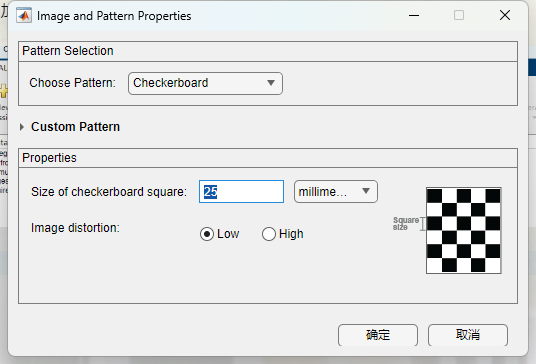 Image and Pattern Properties
Pattern Selection
Choose Pattern: Checkerboard
Custom Pattern
Properties
Size of checkerboard square: 25 millime...
Square
size
Image distortion: Low High
确定 取消